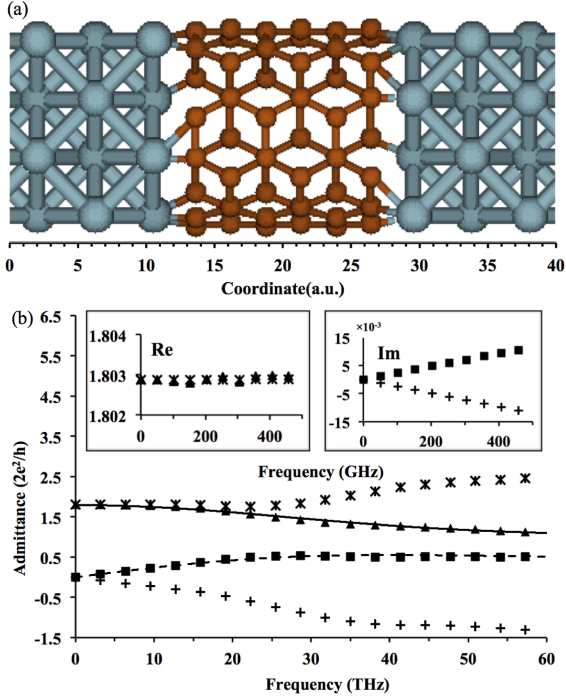 (a)
0 5 10 15 20 25 30 35 40
Coordinate(a.u.)
(b)
6.5
5.5
4.5
3.5
2.5
1.5
0.5
-0.5
-1.5
Admittance (2e²/h)
1.804
1.803
1.802
Re
0 200 400
×10⁻³
15
5
-5
-15
Im
0 200 400
Frequency (GHz)
0 10 20 30 40 50 60
Frequency (THz)